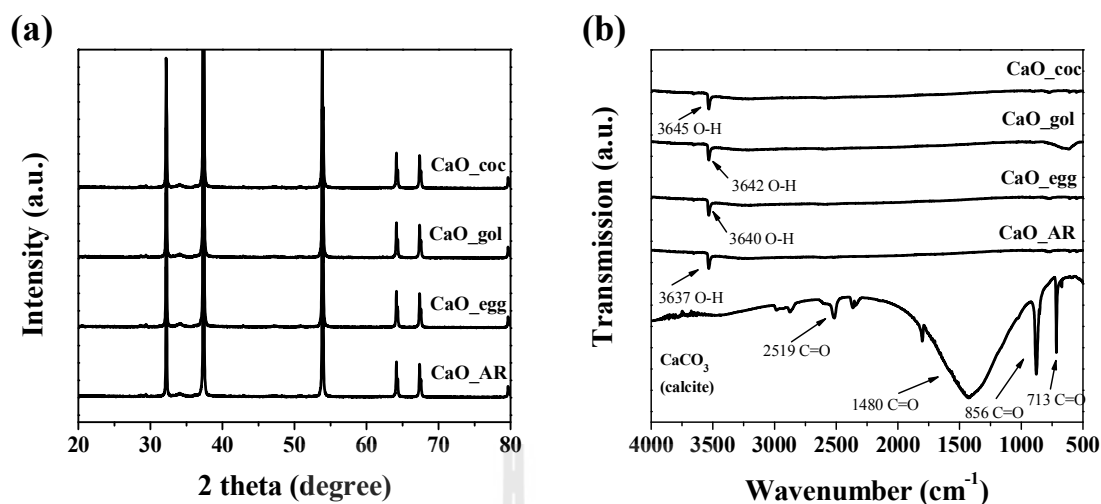 (a)
Intensity (a.u.)
CaO_coc
CaO_gol
CaO_egg
CaO_AR
20 30 40 50 60 70 80
2 theta (degree)
(b)
Transmission (a.u.)
CaO_coc
3645 O-H
CaO_gol
3642 O-H
CaO_egg
3640 O-H
CaO_AR
3637 O-H
2519 C=O
CaCO₃
(calcite)
1480 C=O
856 C=O
713 C=O
4000 3500 3000 2500 2000 1500 1000 500
Wavenumber (cm⁻¹)